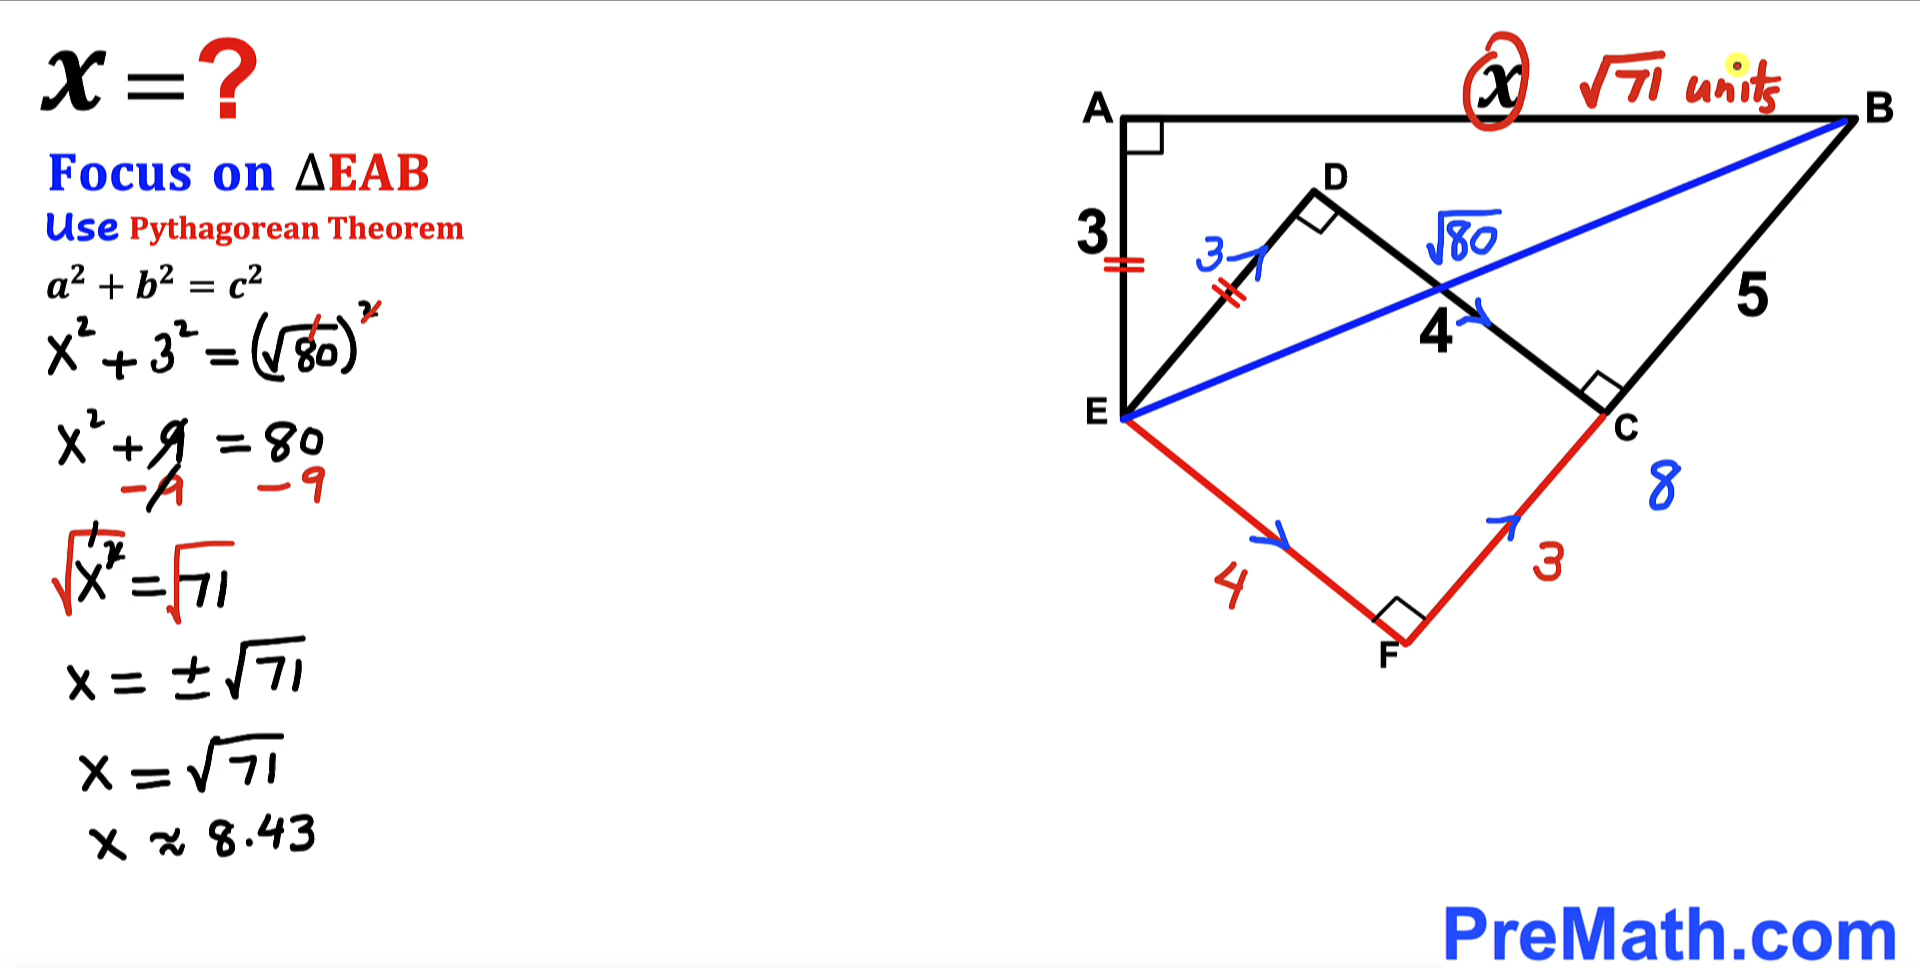 x = ?
Focus on ΔEAB
Use Pythagorean Theorem
a² + b² = c²
x² + 3² = (√80)²
x² + 9 = 80
- 9 - 9
√x² = √71
x = ± √71
x = √71
x ≈ 8.43
x √71 units
A
B
D
3
3
√80
5
4
E
C
8
4
3
F
PreMath.com